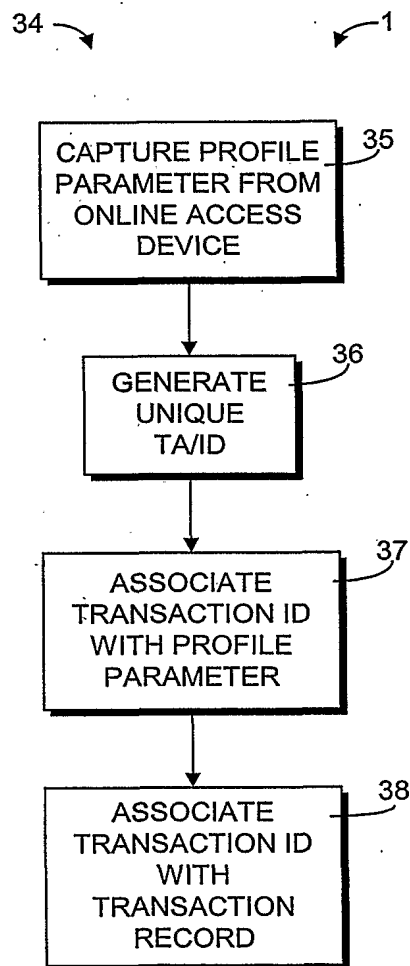 34
1
35
CAPTURE PROFILE
PARAMETER FROM
ONLINE ACCESS
DEVICE
36
GENERATE
UNIQUE
TA/ID
37
ASSOCIATE
TRANSACTION ID
WITH PROFILE
PARAMETER
38
ASSOCIATE
TRANSACTION ID
WITH
TRANSACTION
RECORD